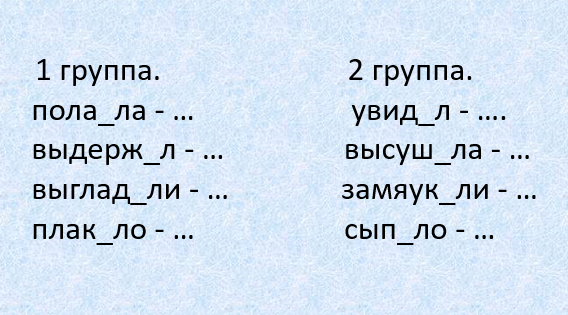 1 группа.
пола_ла - ...
выдерж_л - ...
выглад_ли - ...
плак_ло - ...
2 группа.
увид_л - ....
высуш_ла - ...
замяук_ли - ...
сып_ло - ...